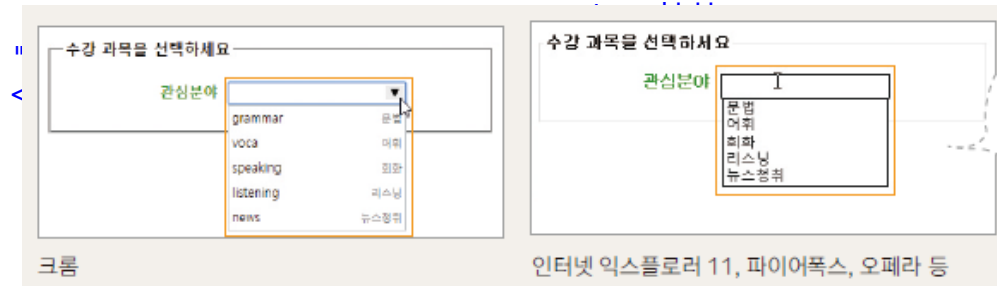 수강 과목을 선택하세요
관심분야
grammar 문법
voca 어휘
speaking 회화
listening 리스닝
news 뉴스청취
크롬
수강 과목을 선택하세요
관심분야
문법
어휘
회화
리스닝
뉴스청취
인터넷 익스플로러 11, 파이어폭스, 오페라 등